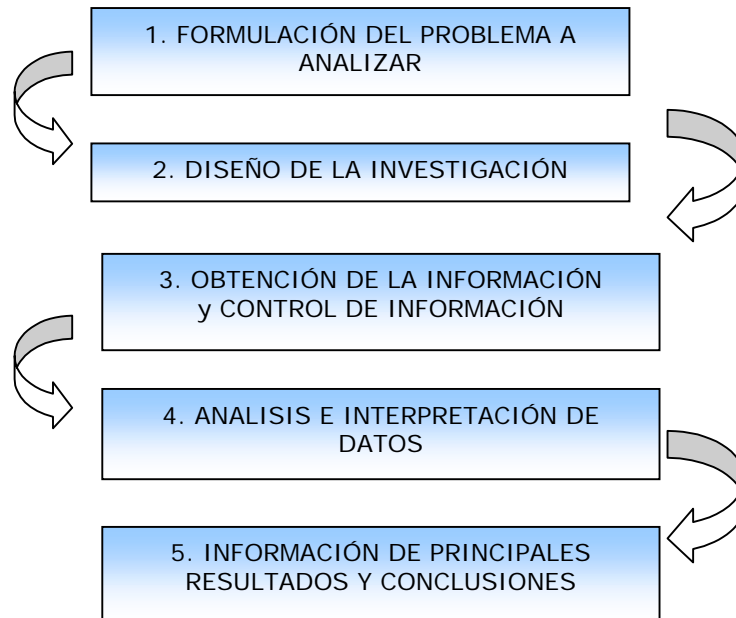 1. FORMULACIÓN DEL PROBLEMA A
ANALIZAR
2. DISEÑO DE LA INVESTIGACIÓN
3. OBTENCIÓN DE LA INFORMACIÓN
y CONTROL DE INFORMACIÓN
4. ANALISIS E INTERPRETACIÓN DE
DATOS
5. INFORMACIÓN DE PRINCIPALES
RESULTADOS Y CONCLUSIONES